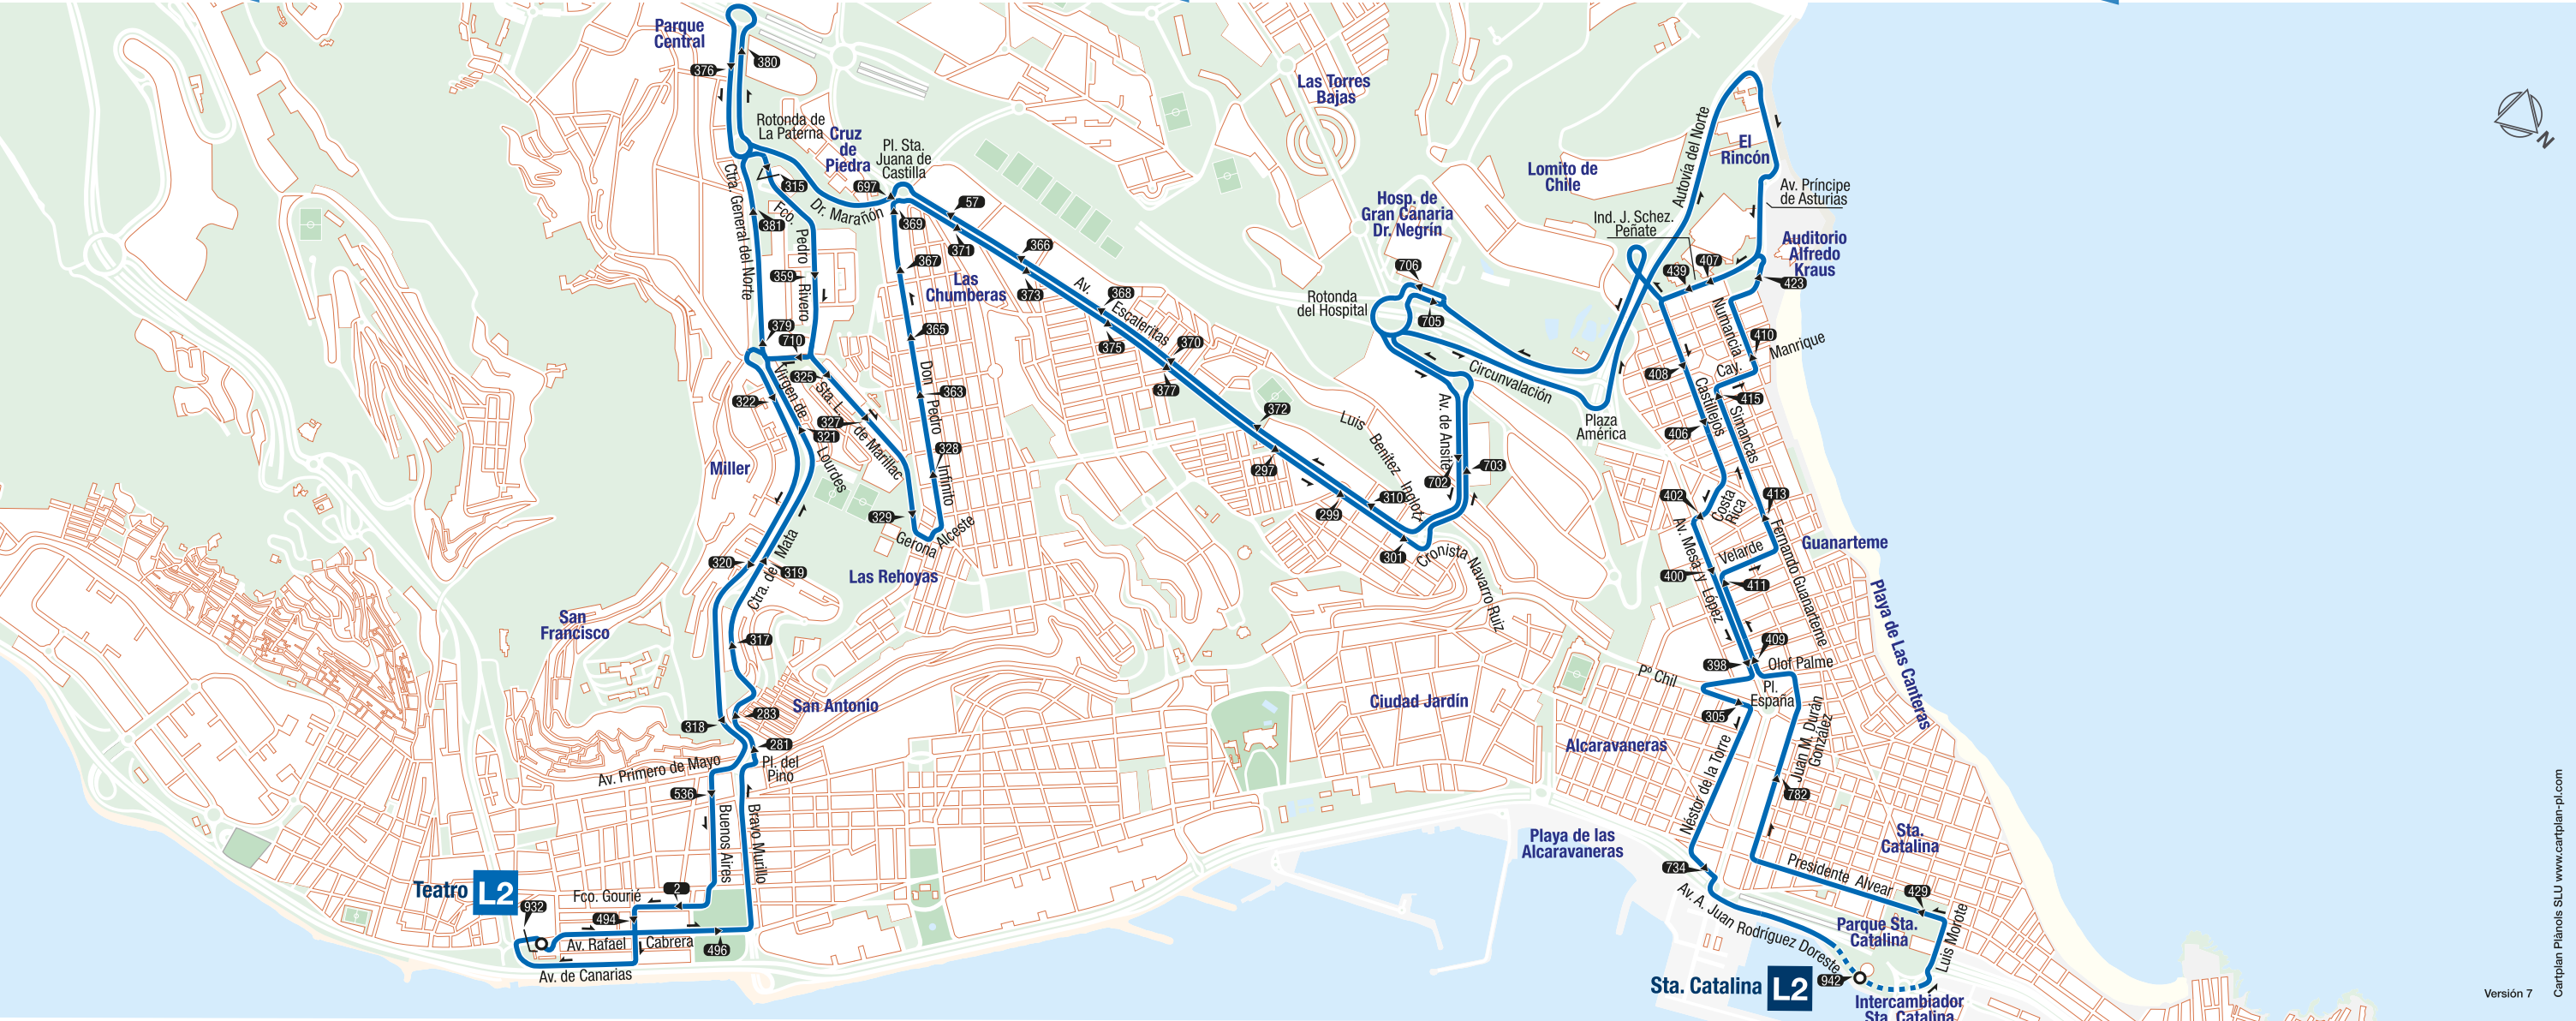 Parque
Central
380
376
Rotonda de
La Paterna
Cruz
de
Piedra
Pl. Sta.
Juana de
Castilla
697
315
Dr. Marañón
Ctra. General del Norte
381
Fco. Pedro Rivero
359
369
57
371
366
373
367
Las
Chumberas
Av. Escaleritas
368
375
370
377
365
Don Pedro Infinito
363
328
379
710
325
Sta. L. de Marillac
327
322
Virgen de Lourdes
321
Miller
329
Gerona
Alceste
Las Rehoyas
320
319
Ctra. de Mata
317
San
Francisco
San Antonio
283
318
281
Pl. del
Pino
Av. Primero de Mayo
536
Buenos Aires
Bravo Murillo
Teatro L2
932
Fco. Gourié
2
494
Av. Rafael Cabrera
496
Av. de Canarias
Las Torres
Bajas
Hosp. de
Gran Canaria
Dr. Negrín
706
Rotonda
del Hospital
705
Circunvalación
372
297
Luis Benitez Inglott
Av. de Ansite
310
299
702
703
301
Cronista Navarro Ruiz
Plaza
América
Lomito de
Chile
Autovía del Norte
El
Rincón
Av. Príncipe
de Asturias
Ind. J. Schez.
Peñate
439
407
Auditorio
Alfredo
Kraus
423
Numancia
410
Manrique
Cay.
408
415
Castillejos
Simancas
406
402
Costa
Rica
413
Av. Mesa y López
Velarde
Fernando Guanarteme
Guanarteme
400
411
Playa de Las Canteras
409
398
Olof Palme
Pº Chil
Pl.
España
305
Ciudad Jardín
Alcaravaneras
Néstor de la Torre
Juan M. Durán
González
782
Playa de las
Alcaravaneras
734
Presidente Alvear
Sta.
Catalina
429
Av. A. Juan Rodríguez Doreste
Parque Sta.
Catalina
Luis Morote
Sta. Catalina L2
942
Intercambiador
Sta. Catalina
N
Versión 7
Cartplan Plànols SLU www.cartplan-pl.com